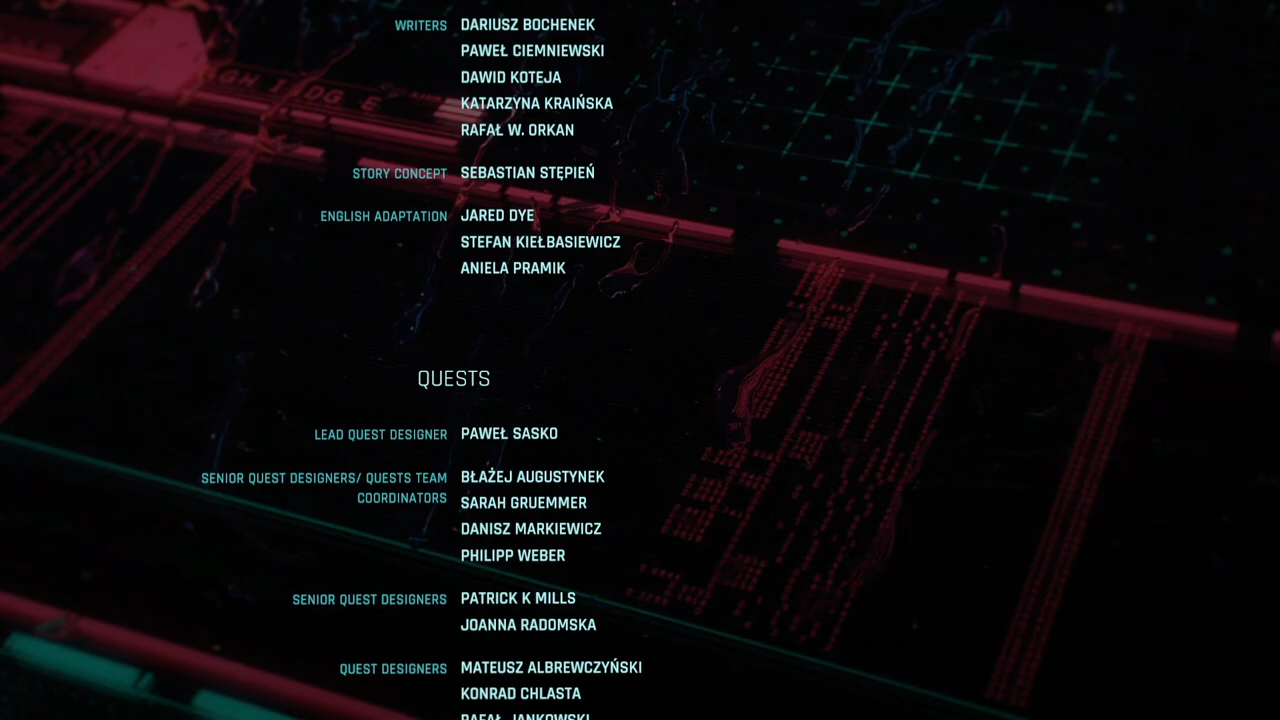 WRITERS DARIUSZ BOCHENEK
PAWEŁ CIEMNIEWSKI
DAWID KOTEJA
KATARZYNA KRAIŃSKA
RAFAŁ W. ORKAN
STORY CONCEPT SEBASTIAN STĘPIEŃ
ENGLISH ADAPTATION JARED DYE
STEFAN KIEŁBASIEWICZ
ANIELA PRAMIK
QUESTS
LEAD QUEST DESIGNER PAWEŁ SASKO
SENIOR QUEST DESIGNERS/ QUESTS TEAM BŁAŻEJ AUGUSTYNEK
COORDINATORS SARAH GRUEMMER
DANISZ MARKIEWICZ
PHILIPP WEBER
SENIOR QUEST DESIGNERS PATRICK K MILLS
JOANNA RADOMSKA
QUEST DESIGNERS MATEUSZ ALBREWCZYŃSKI
KONRAD CHLASTA
RAFAŁ JANKOWSKI